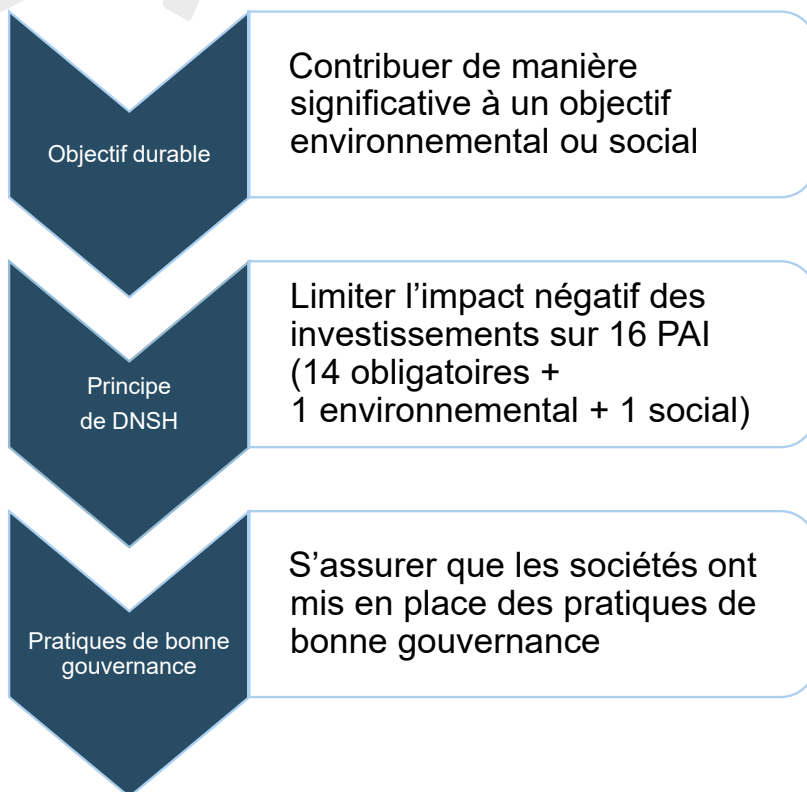 Objectif durable
Contribuer de manière
significative à un objectif
environnemental ou social
Principe
de DNSH
Limiter l’impact négatif des
investissements sur 16 PAI
(14 obligatoires +
1 environnemental + 1 social)
Pratiques de bonne
gouvernance
S’assurer que les sociétés ont
mis en place des pratiques de
bonne gouvernance